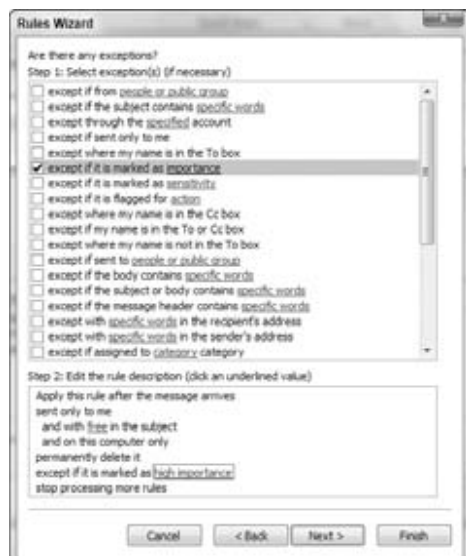 Rules Wizard
Are there any exceptions?
Step 1: Select exception(s) (if necessary)
except if from people or public group
except if the subject contains specific words
except through the specified account
except if sent only to me
except where my name is in the To box
except if it is marked as importance
except if it is marked as sensitivity
except if it is flagged for action
except where my name is in the Cc box
except if my name is in the To or Cc box
except where my name is not in the To box
except if sent to people or public group
except if the body contains specific words
except if the subject or body contains specific words
except if the message header contains specific words
except with specific words in the recipient's address
except with specific words in the sender's address
except if assigned to category category
Step 2: Edit the rule description (click an underlined value)
Apply this rule after the message arrives
sent only to me
and with free in the subject
and on this computer only
permanently delete it
except if it is marked as high importance
stop processing more rules
Cancel < Back Next > Finish